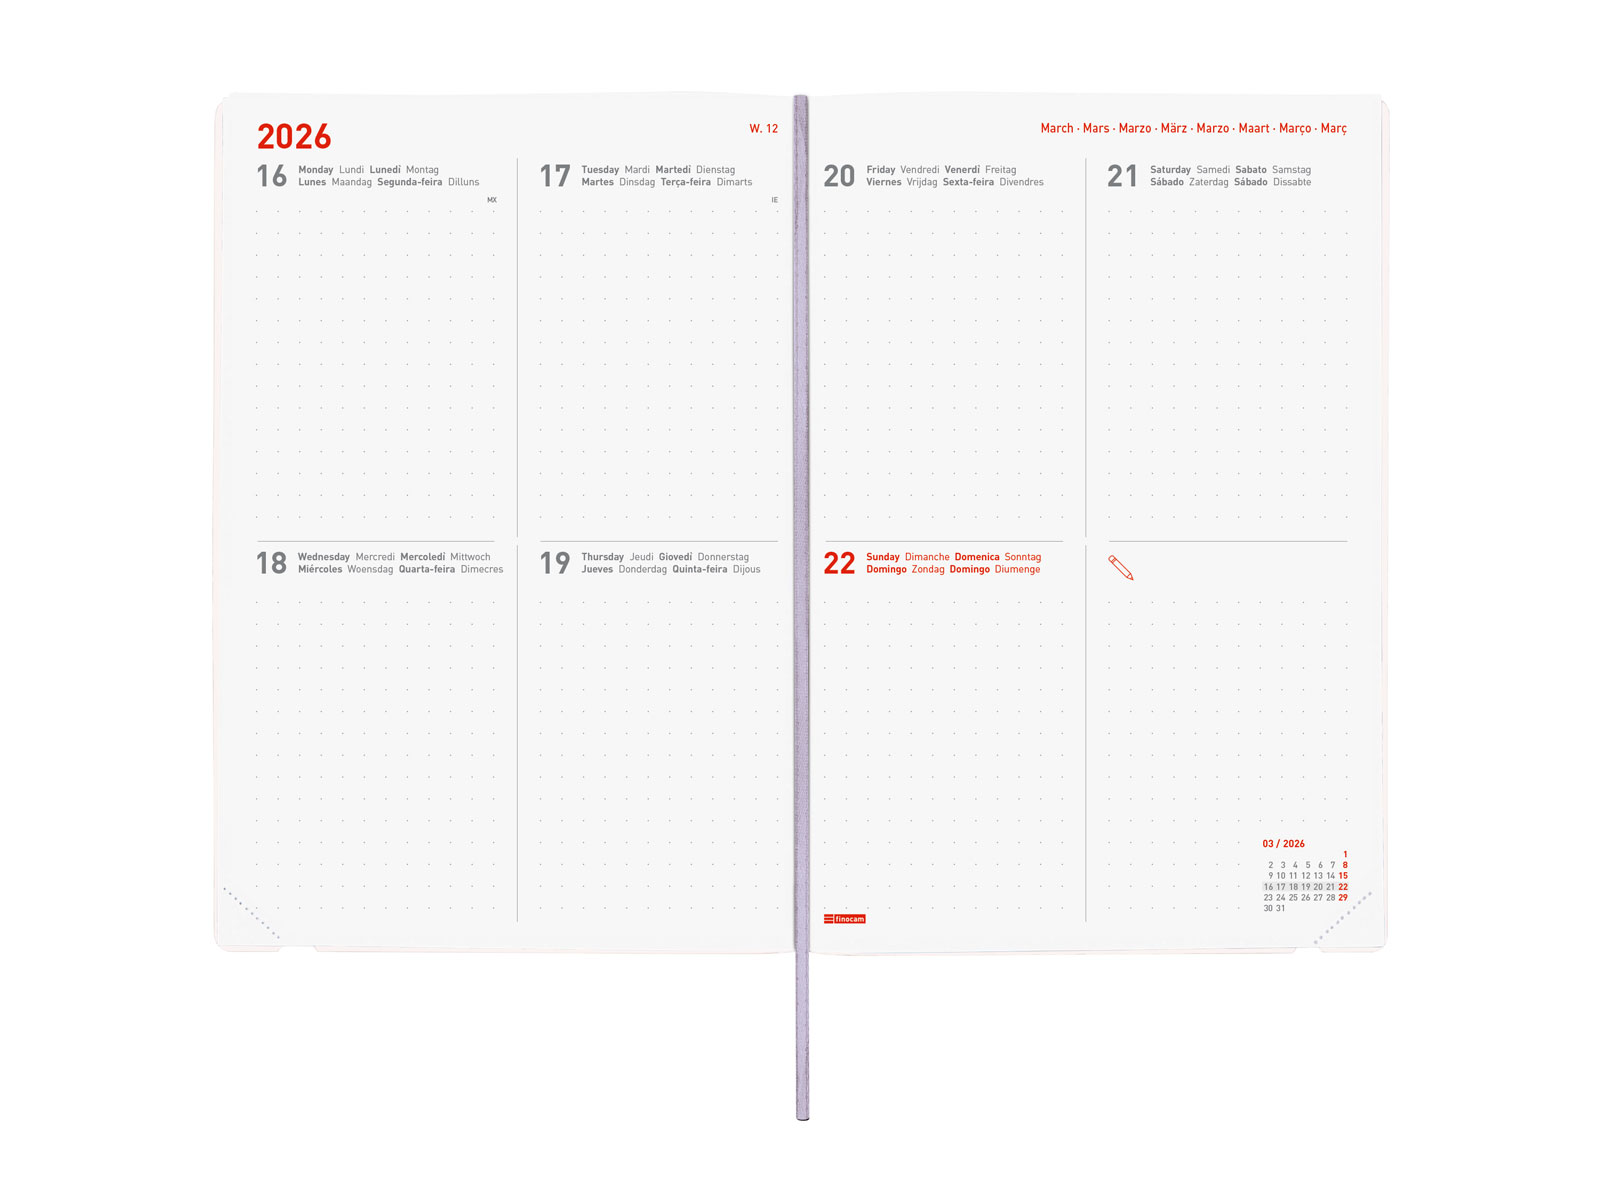 2026
W. 12
16 Monday Lundi Lunedí Montag
Lunes Maandag Segunda-feira Dilluns
MX
17 Tuesday Mardi Martedí Dienstag
Martes Dinsdag Terça-feira Dimarts
IE
18 Wednesday Mercredi Mercoledí Mittwoch
Miércoles Woensdag Quarta-feira Dimecres
19 Thursday Jeudi Giovedí Donnerstag
Jueves Donderdag Quinta-feira Dijous
March · Mars · Marzo · März · Marzo · Maart · Março · Març
20 Friday Vendredi Venerdí Freitag
Viernes Vrijdag Sexta-feira Divendres
21 Saturday Samedi Sabato Samstag
Sábado Zaterdag Sábado Dissabte
22 Sunday Dimanche Domenica Sonntag
Domingo Zondag Domingo Diumenge
03 / 2026
1
2 3 4 5 6 7 8
9 10 11 12 13 14 15
16 17 18 19 20 21 22
23 24 25 26 27 28 29
30 31
finocam